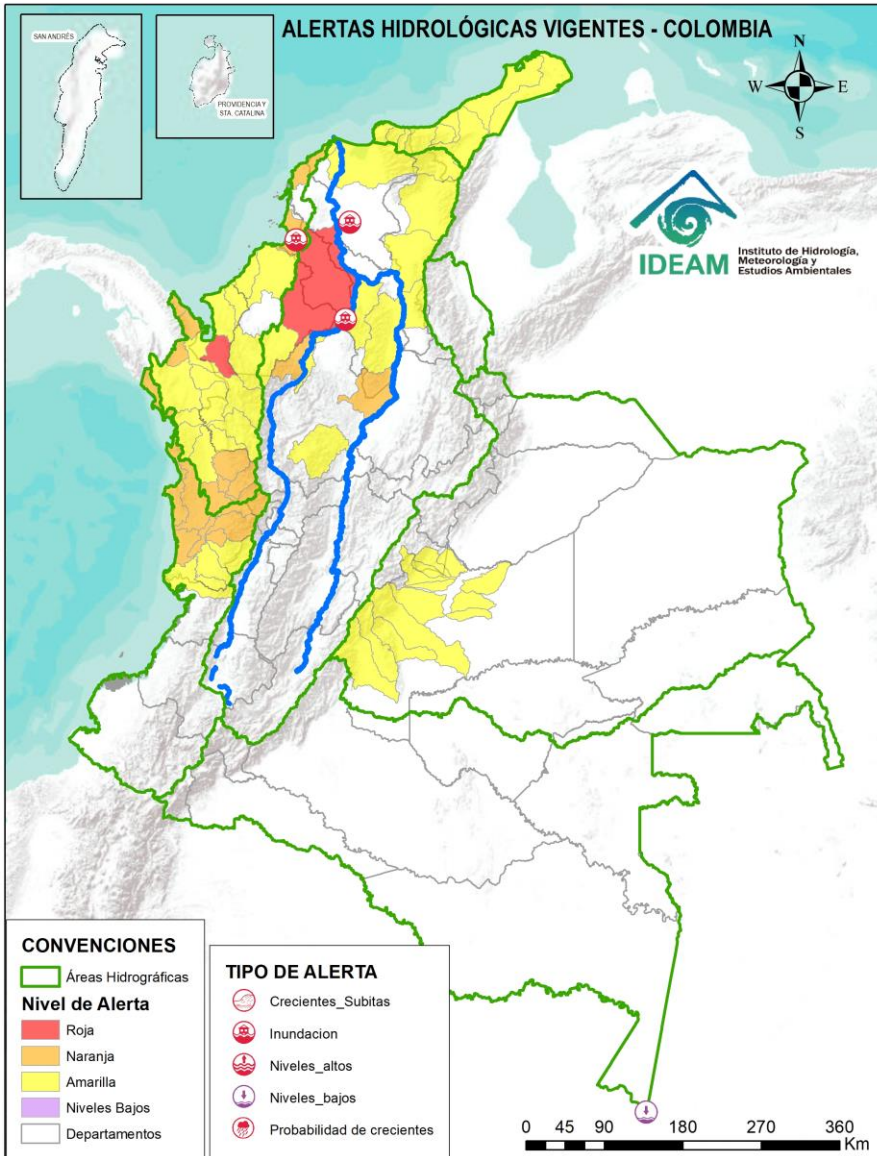 ALERTAS HIDROLÓGICAS VIGENTES - COLOMBIA
SAN ANDRÉS
PROVIDENCIA Y
STA. CATALINA
N
W
E
S
IDEAM
Instituto de Hidrología,
Meteorología y
Estudios Ambientales
CONVENCIONES
Áreas Hidrográficas
Nivel de Alerta
Roja
Naranja
Amarilla
Niveles Bajos
Departamentos
TIPO DE ALERTA
Crecientes_Subitas
Inundacion
Niveles_altos
Niveles_bajos
Probabilidad de crecientes
0 45 90 180 270 360
Km